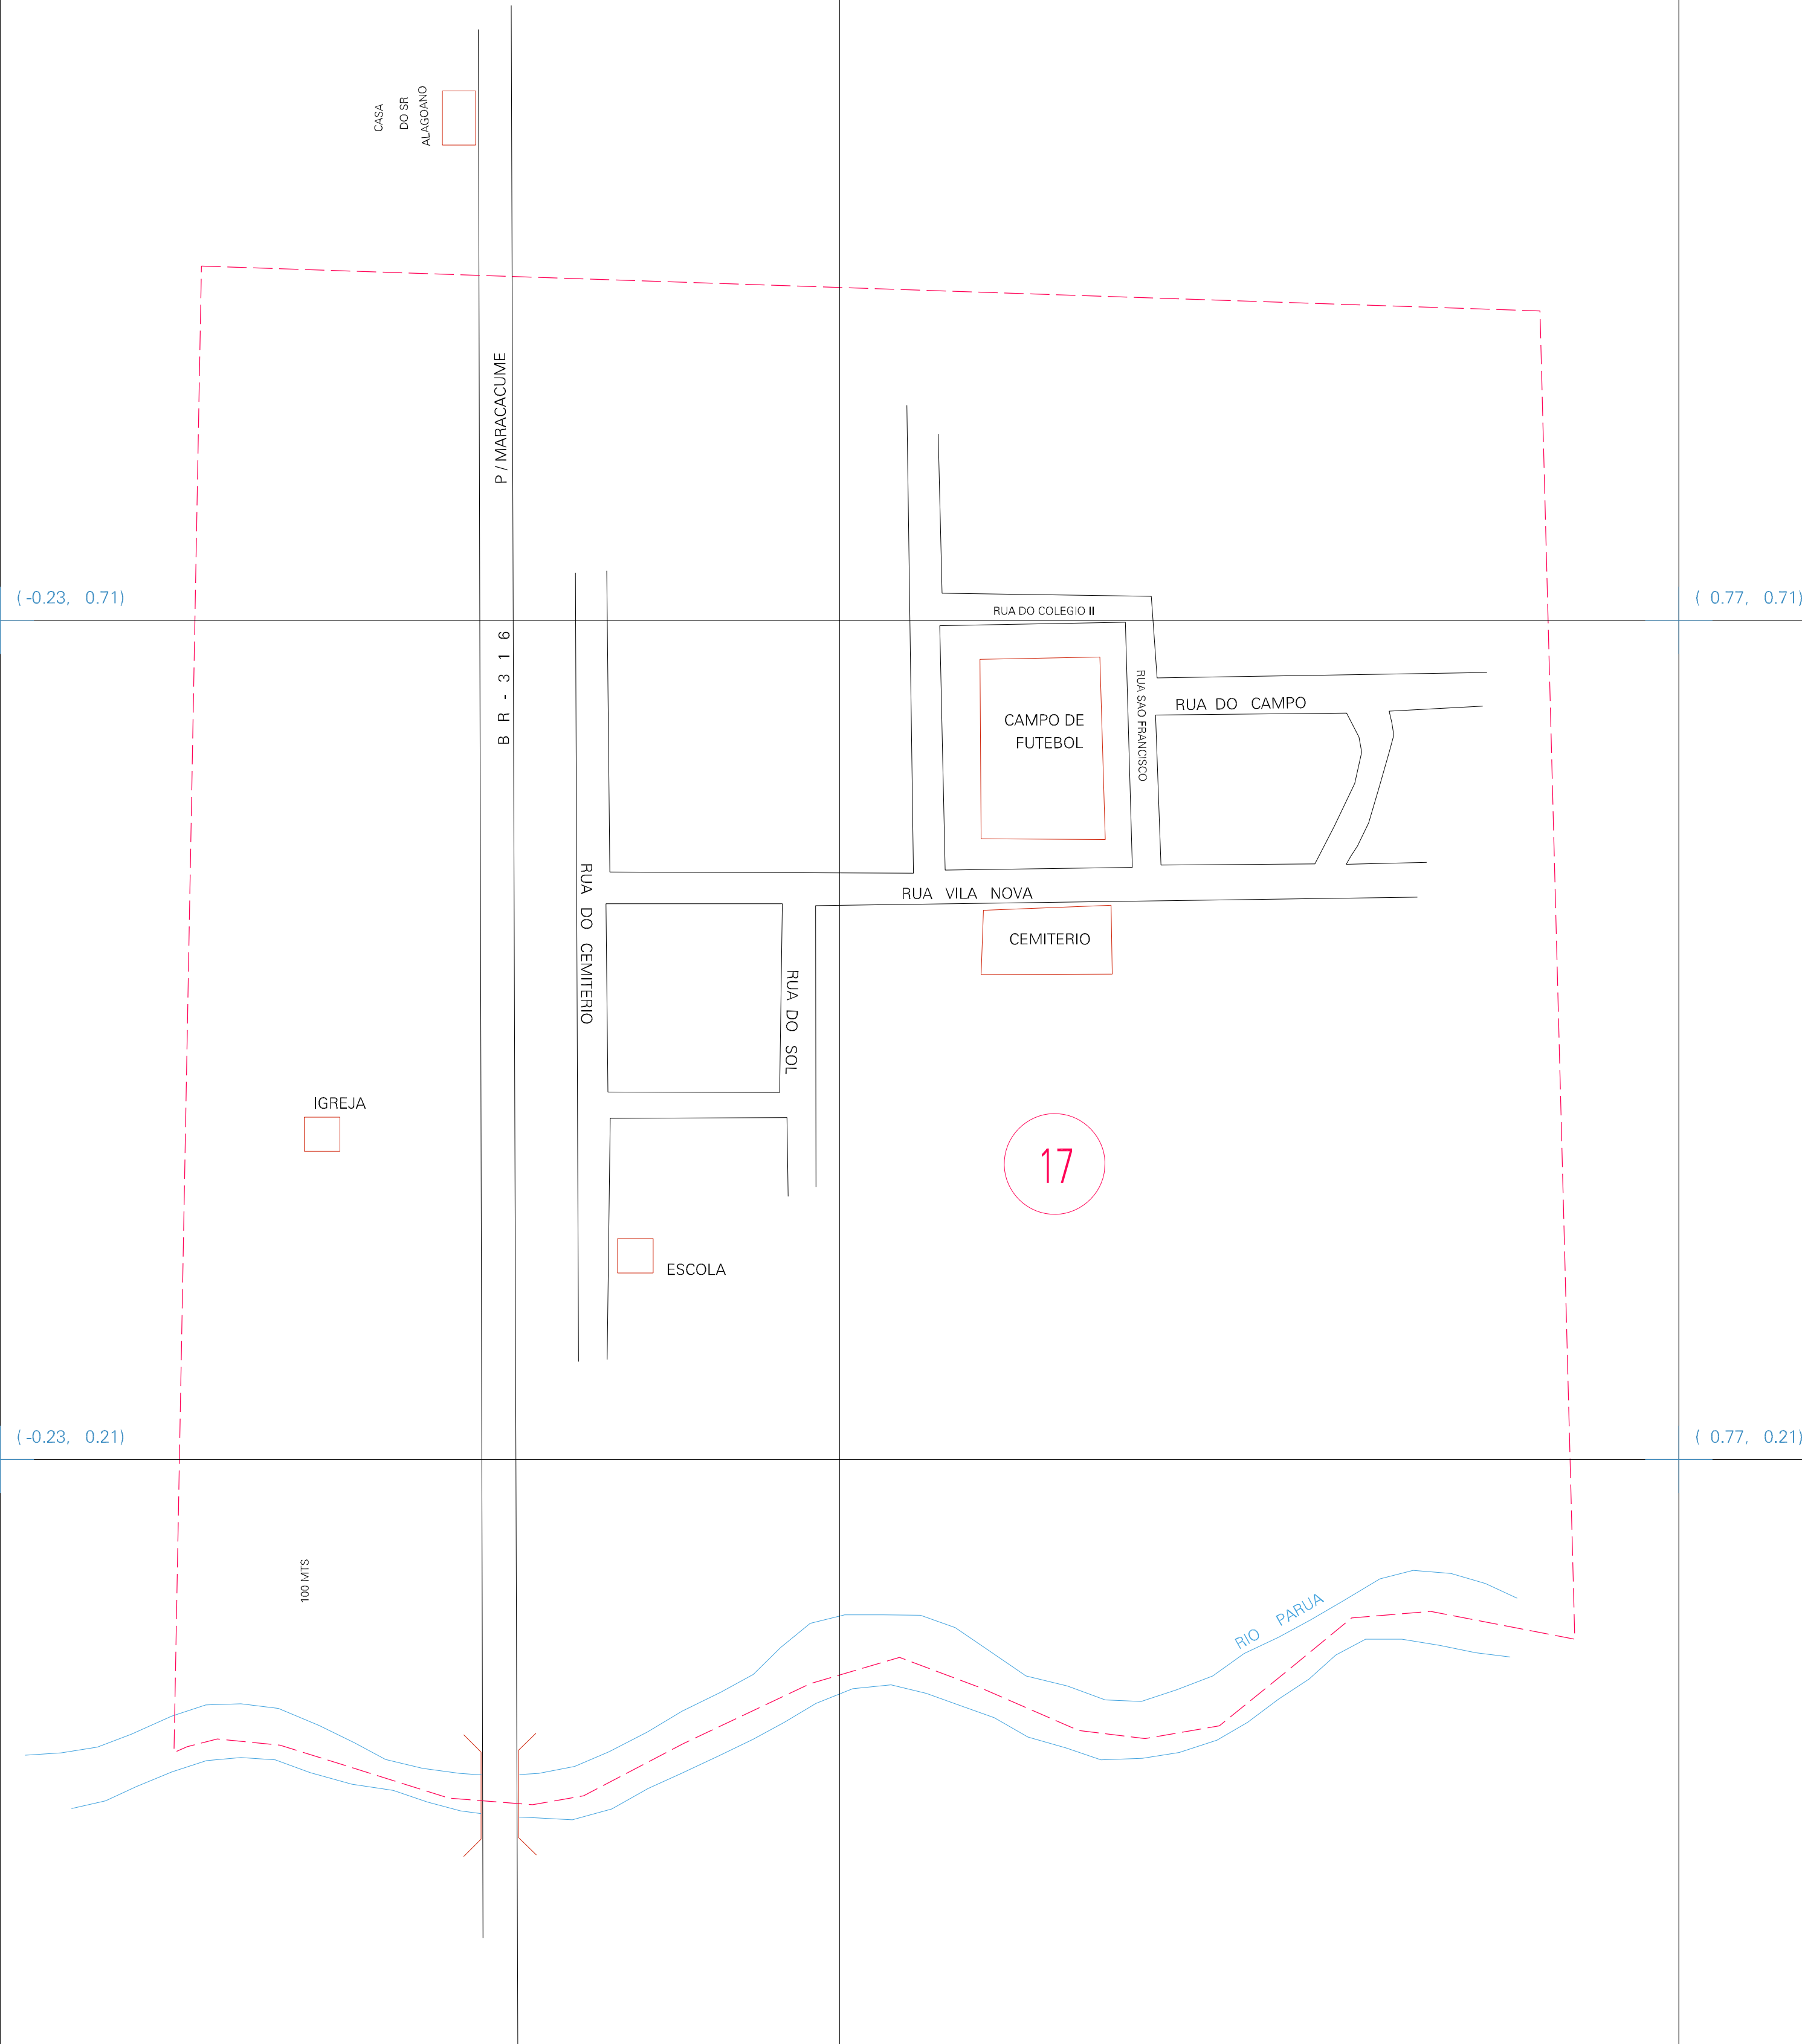 CASA
DO SR
ALAGOANO
P / MARACACUME
(-0.23, 0.71)
( 0.77, 0.71)
RUA DO COLEGIO II
B R - 3 1 6
RUA SAO FRANCISCO
RUA DO CAMPO
CAMPO DE
FUTEBOL
RUA DO CEMITERIO
RUA VILA NOVA
CEMITERIO
RUA DO SOL
IGREJA
17
ESCOLA
(-0.23, 0.21)
( 0.77, 0.21)
100 MTS
RIO PARUA